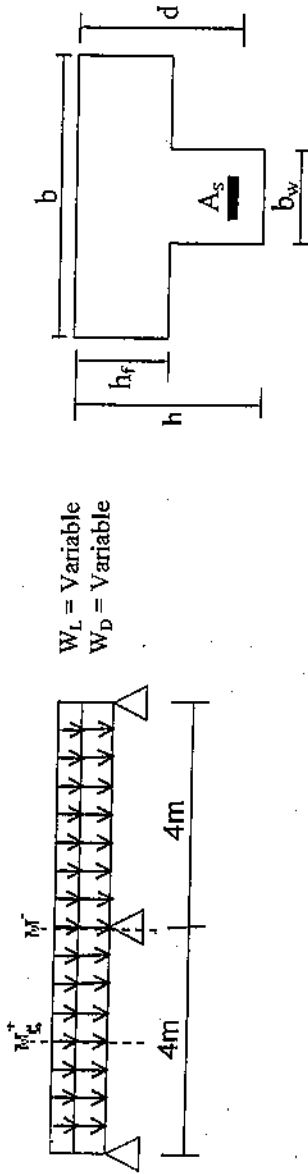 M⁻
W_L = Variable
W_D = Variable
4m
4m
b
h_f
h
d
A_s
b_w